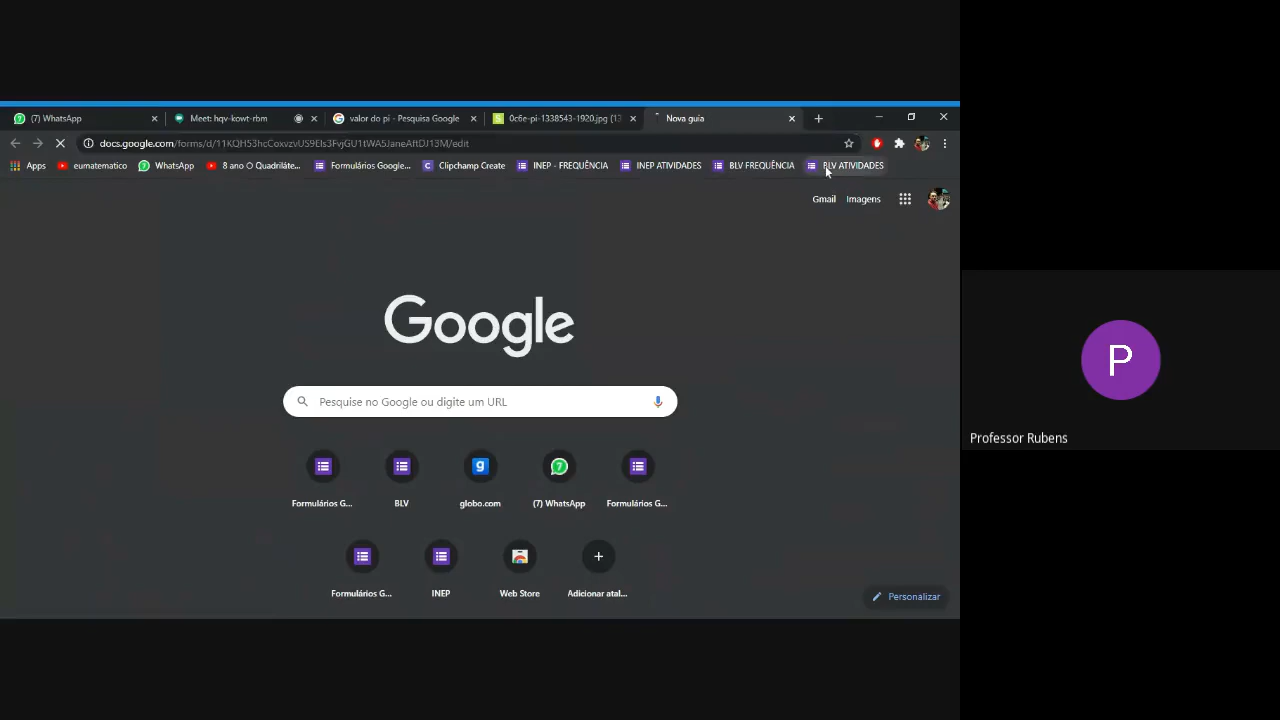 (7) WhatsApp
Meet: hqv-kowt-rbm
valor do pi - Pesquisa Google
0c6e-pi-1338543-1920.jpg (13
Nova guia
docs.google.com/forms/d/11KQH53hcCoxvzvUS9Els3FvjGU1tWA5JaneAftDJ13M/edit
Apps
eumatematico
WhatsApp
8 ano O Quadriláte...
Formulários Google...
Clipchamp Create
INEP - FREQUÊNCIA
INEP ATIVIDADES
BLV FREQUÊNCIA
BLV ATIVIDADES
Gmail
Imagens
Google
Pesquise no Google ou digite um URL
Formulários G...
BLV
globo.com
(7) WhatsApp
Formulários G...
Formulários G...
INEP
Web Store
Adicionar atal...
Personalizar
P
Professor Rubens